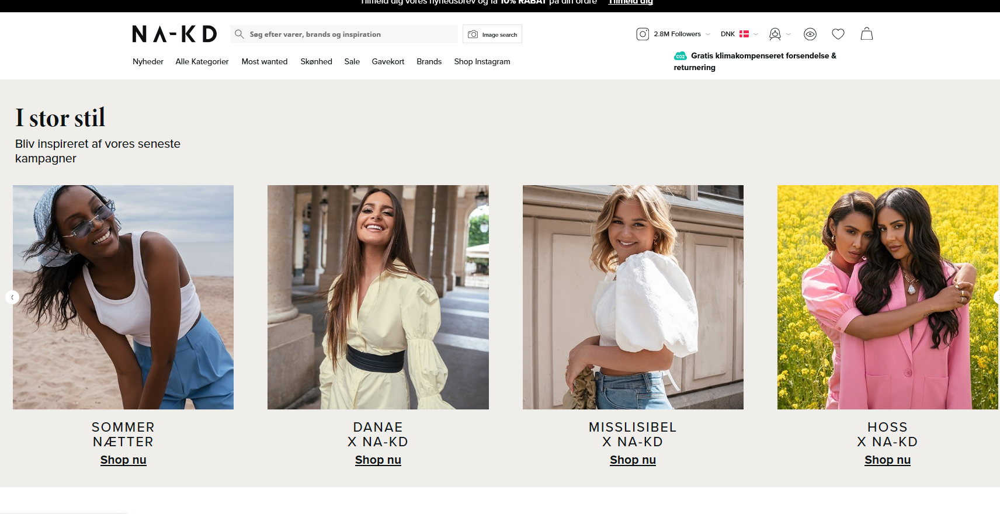 Tilmeld dig vores nyhedsbrev og få 10% RABAT på din ordre Tilmeld dig
NA-KD
Søg efter varer, brands og inspiration
Image search
2.8M Followers
DNK
Nyheder Alle Kategorier Most wanted Skønhed Sale Gavekort Brands Shop Instagram
CO2 Gratis klimakompenseret forsendelse &
returnering
I stor stil
Bliv inspireret af vores seneste
kampagner
SOMMER
NÆTTER
Shop nu
DANAE
X NA-KD
Shop nu
MISSLISIBEL
X NA-KD
Shop nu
HOSS
X NA-KD
Shop nu